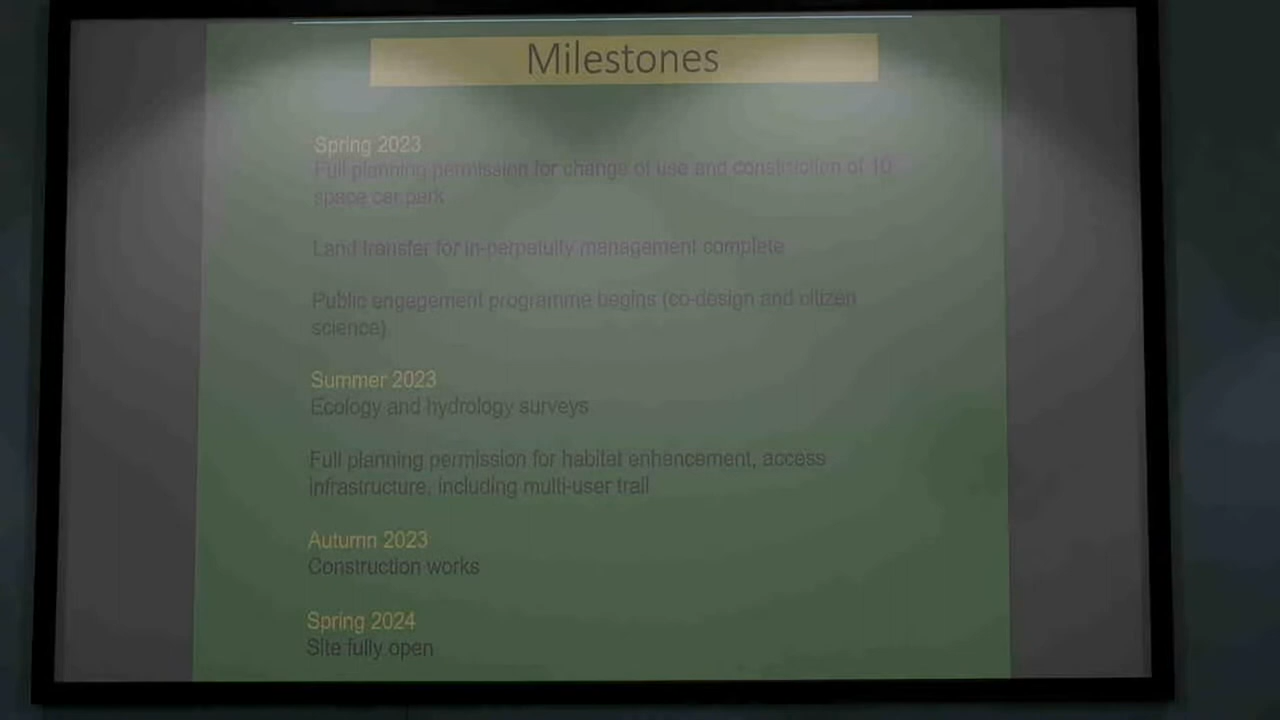 Milestones
Spring 2023
Full planning permission for change of use and construction of 10
space car park
Land transfer for in-perpetuity management complete
Public engagement programme begins (co-design and citizen
science)
Summer 2023
Ecology and hydrology surveys
Full planning permission for habitat enhancement, access
infrastructure, including multi-user trail
Autumn 2023
Construction works
Spring 2024
Site fully open